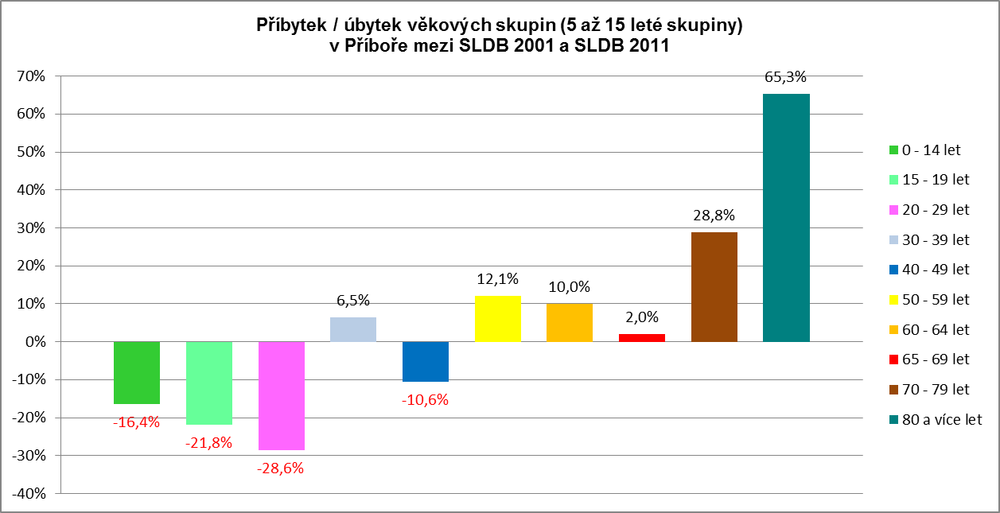 Příbytek / úbytek věkových skupin (5 až 15 leté skupiny)
v Příboře mezi SLDB 2001 a SLDB 2011
70%
60%
50%
40%
30%
20%
10%
0%
-10%
-20%
-30%
-40%
-16,4%
-21,8%
-28,6%
6,5%
-10,6%
12,1%
10,0%
2,0%
28,8%
65,3%
0 - 14 let
15 - 19 let
20 - 29 let
30 - 39 let
40 - 49 let
50 - 59 let
60 - 64 let
65 - 69 let
70 - 79 let
80 a více let